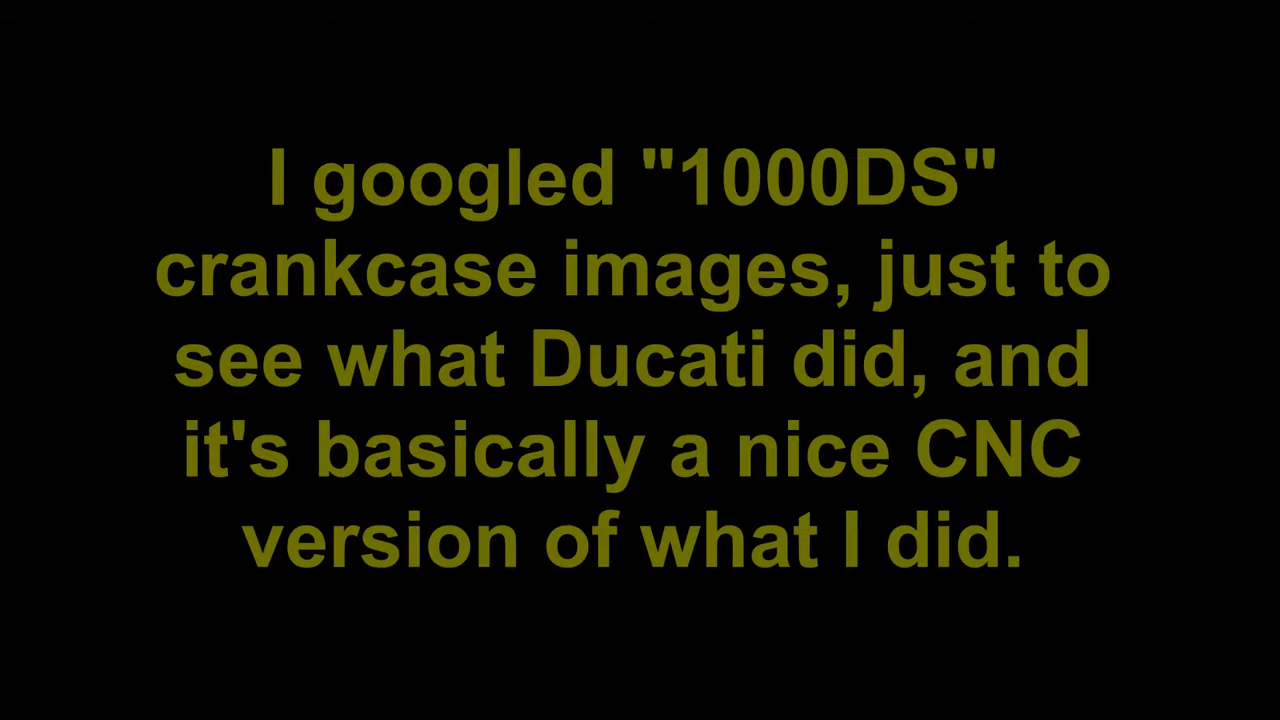 I googled "1000DS"
crankcase images, just to
see what Ducati did, and
it's basically a nice CNC
version of what I did.